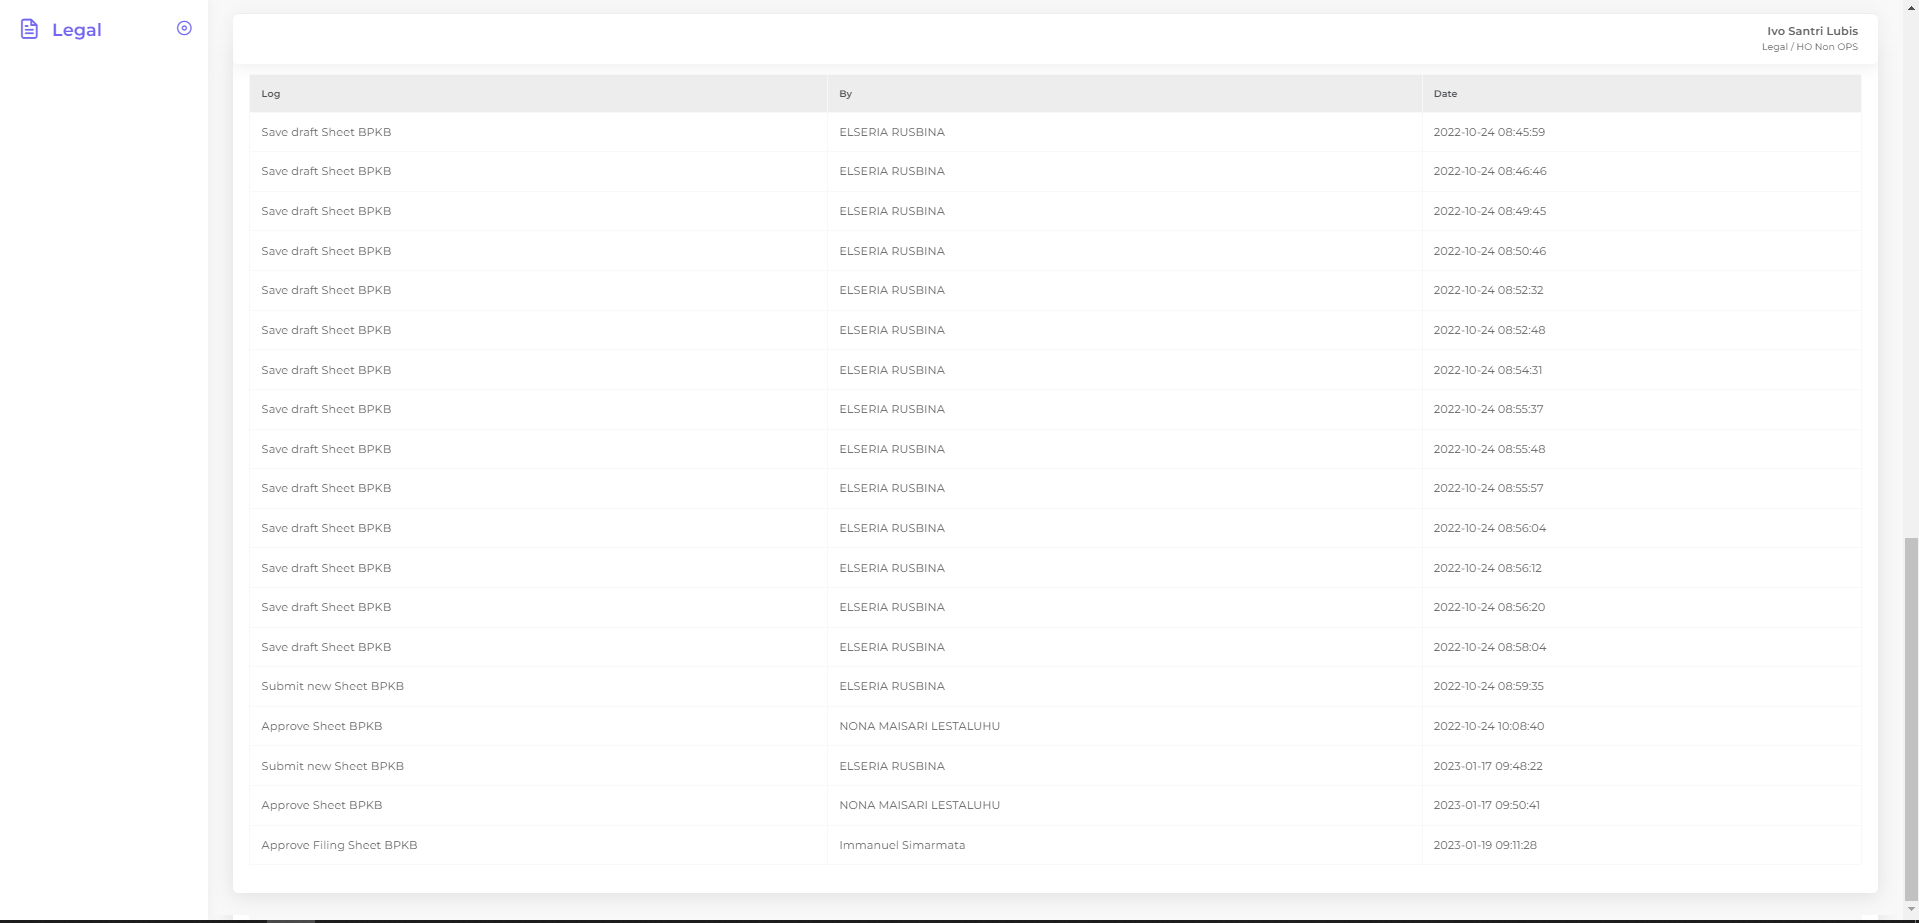 Legal
Ivo Santri Lubis
Legal / HO Non OPS
Log By Date
Save draft Sheet BPKB ELSERIA RUSBINA 2022-10-24 08:45:59
Save draft Sheet BPKB ELSERIA RUSBINA 2022-10-24 08:46:46
Save draft Sheet BPKB ELSERIA RUSBINA 2022-10-24 08:49:45
Save draft Sheet BPKB ELSERIA RUSBINA 2022-10-24 08:50:46
Save draft Sheet BPKB ELSERIA RUSBINA 2022-10-24 08:52:32
Save draft Sheet BPKB ELSERIA RUSBINA 2022-10-24 08:52:48
Save draft Sheet BPKB ELSERIA RUSBINA 2022-10-24 08:54:31
Save draft Sheet BPKB ELSERIA RUSBINA 2022-10-24 08:55:37
Save draft Sheet BPKB ELSERIA RUSBINA 2022-10-24 08:55:48
Save draft Sheet BPKB ELSERIA RUSBINA 2022-10-24 08:55:57
Save draft Sheet BPKB ELSERIA RUSBINA 2022-10-24 08:56:04
Save draft Sheet BPKB ELSERIA RUSBINA 2022-10-24 08:56:12
Save draft Sheet BPKB ELSERIA RUSBINA 2022-10-24 08:56:20
Save draft Sheet BPKB ELSERIA RUSBINA 2022-10-24 08:58:04
Submit new Sheet BPKB ELSERIA RUSBINA 2022-10-24 08:59:35
Approve Sheet BPKB NONA MAISARI LESTALUHU 2022-10-24 10:08:40
Submit new Sheet BPKB ELSERIA RUSBINA 2023-01-17 09:48:22
Approve Sheet BPKB NONA MAISARI LESTALUHU 2023-01-17 09:50:41
Approve Filing Sheet BPKB Immanuel Simarmata 2023-01-19 09:11:28